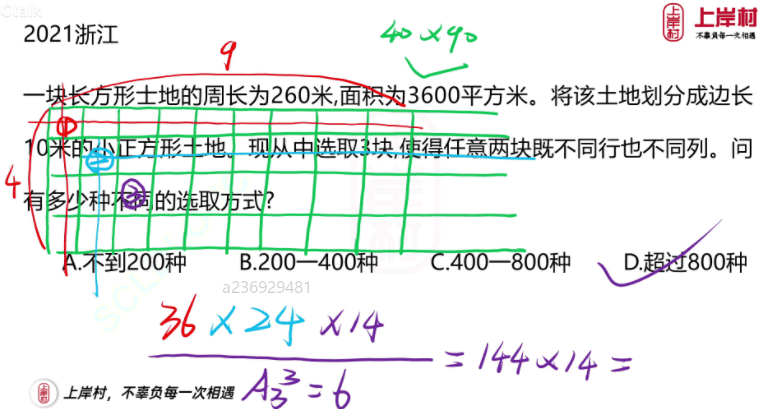 Ctalk
上岸村
不辜负每一次相遇
2021浙江
40×90
9
一块长方形土地的周长为260米,面积为3600平方米。将该土地划分成边长
①
10米的小正方形土地。现从中选取3块,使得任意两块既不同行也不同列。问
②
4
③
有多少种不同的选取方式?
A.不到200种 B.200—400种 C.400—800种 D.超过800种
a236929481
36×24×14
A₃³=6
=144×14=
上岸村,不辜负每一次相遇